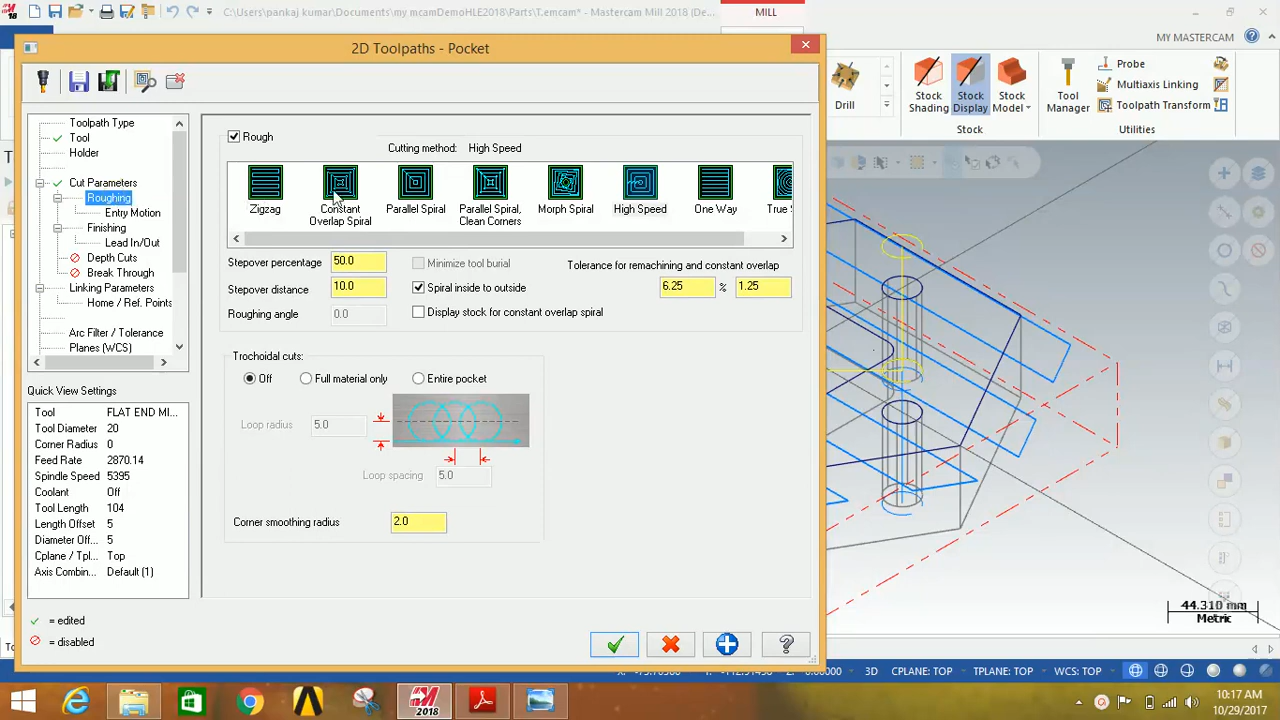 C:\Users\pankaj kumar\Documents\my mcamDemoHLE2018\Parts\T.emcam* - Mastercam Mill 2018 (De...
MILL
18
2D Toolpaths - Pocket
MY MASTERCAM
Drill
Stock Shading
Stock Display
Stock Model
Stock
Tool Manager
Probe
Multiaxis Linking
Toolpath Transform
Utilities
Toolpath Type
Tool
Holder
Cut Parameters
Roughing
Entry Motion
Finishing
Lead In/Out
Depth Cuts
Break Through
Linking Parameters
Home / Ref. Points
Arc Filter / Tolerance
Planes (WCS)
Quick View Settings
Tool FLAT END MI...
Tool Diameter 20
Corner Radius 0
Feed Rate 2870.14
Spindle Speed 5395
Coolant Off
Tool Length 104
Length Offset 5
Diameter Off... 5
Cplane / Tpl... Top
Axis Combin... Default (1)
= edited
= disabled
Rough
Cutting method: High Speed
Zigzag
Constant Overlap Spiral
Parallel Spiral
Parallel Spiral, Clean Corners
Morph Spiral
High Speed
One Way
True S
Stepover percentage 50.0
Stepover distance 10.0
Roughing angle 0.0
Minimize tool burial
Spiral inside to outside
Display stock for constant overlap spiral
Tolerance for remachining and constant overlap
6.25 % 1.25
Trochoidal cuts:
Off Full material only Entire pocket
Loop radius 5.0
Loop spacing 5.0
Corner smoothing radius 2.0
44.310 mm
Metric
3D CPLANE: TOP TPLANE: TOP WCS: TOP
2018
10:17 AM
10/29/2017